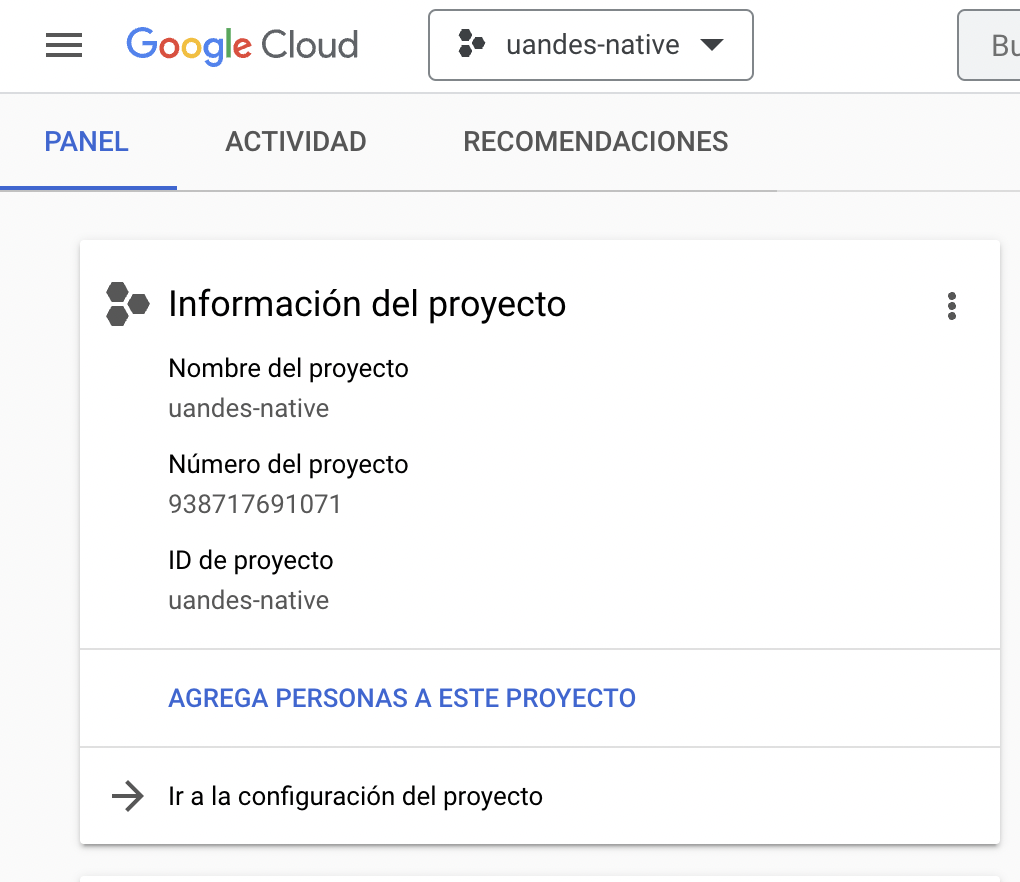 Google Cloud
uandes-native
Bu
PANEL
ACTIVIDAD
RECOMENDACIONES
Información del proyecto
Nombre del proyecto
uandes-native
Número del proyecto
938717691071
ID de proyecto
uandes-native
AGREGA PERSONAS A ESTE PROYECTO
Ir a la configuración del proyecto